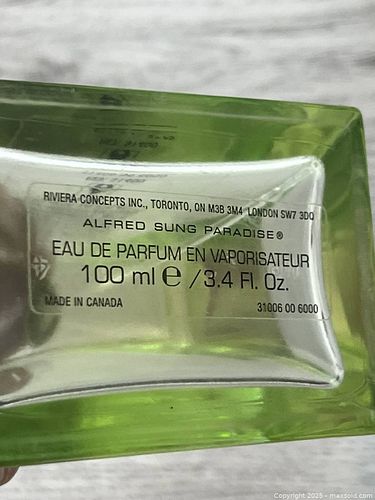 RIVIERA CONCEPTS INC., TORONTO, ON M3B 3M4 LONDON SW7 3DQ
ALFRED SUNG PARADISE®
EAU DE PARFUM EN VAPORISATEUR
100 ml ℮ /3.4 Fl. Oz.
MADE IN CANADA 31006 00 6000
Copyright 2025 - maxsold.com